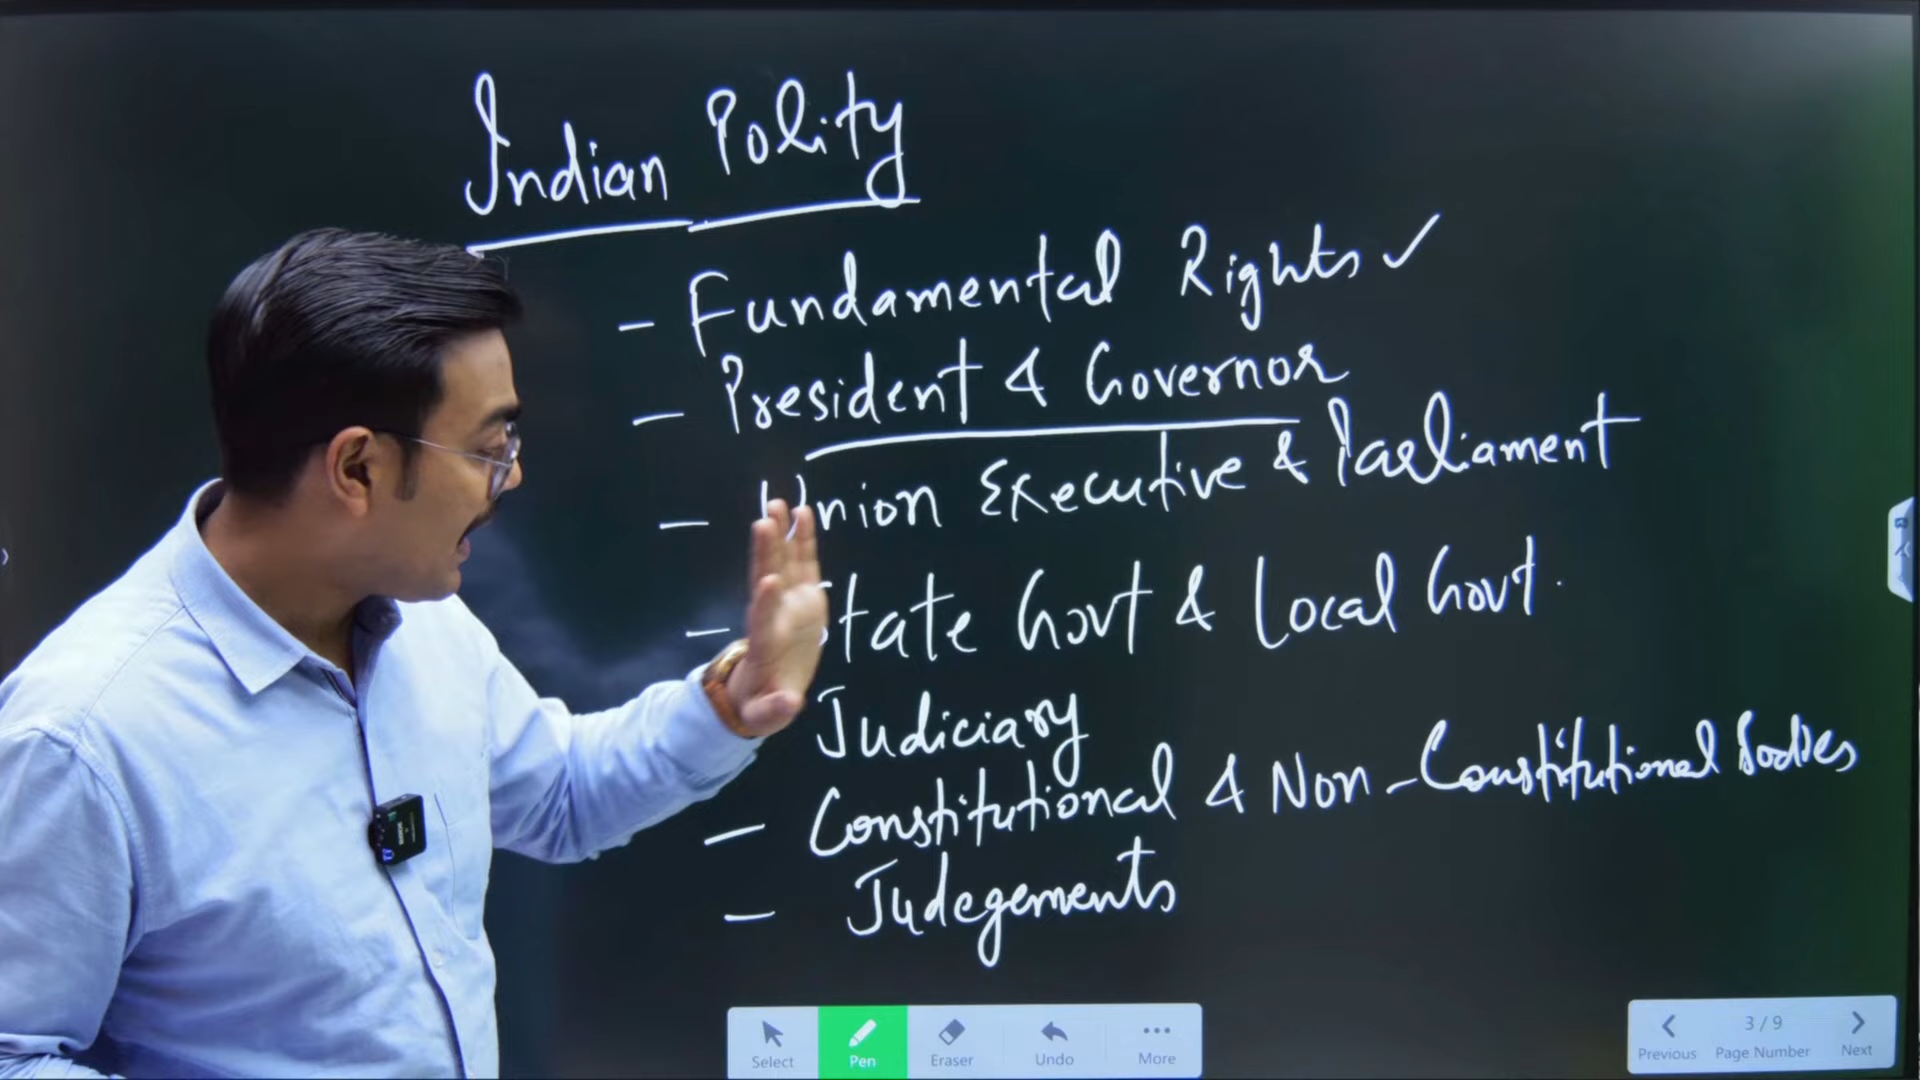 Indian Polity
- Fundamental Rights ✓
- President & Governor
- Union Executive & Parliament
- State Govt & Local Govt.
Judiciary
- Constitutional & Non-Constitutional Bodies
- Judegements
Select
Pen
Eraser
Undo
More
3 / 9
Previous
Page Number
Next